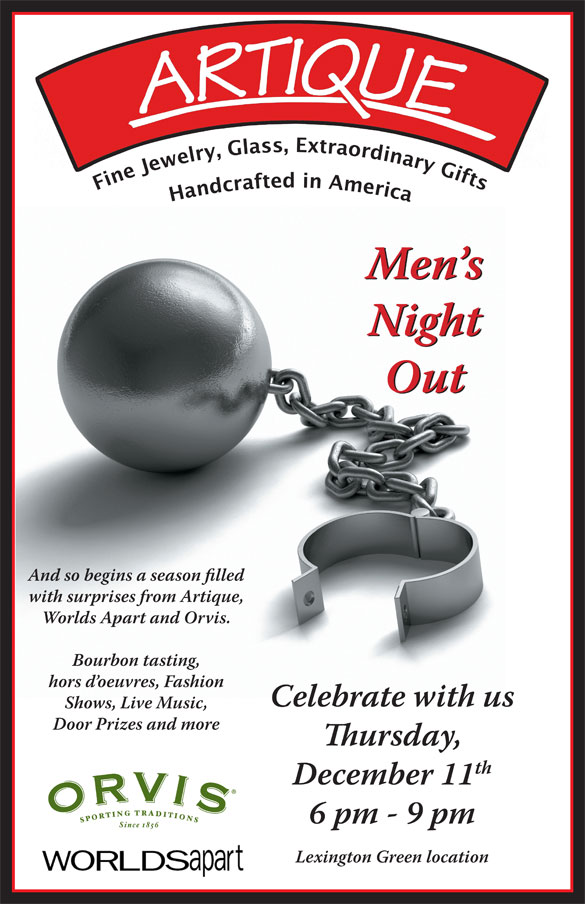 ARTIQUE
Fine Jewelry, Glass, Extraordinary Gifts
Handcrafted in America
Men's
Night
Out
And so begins a season filled
with surprises from Artique,
Worlds Apart and Orvis.
Bourbon tasting,
hors d'oeuvres, Fashion
Shows, Live Music,
Door Prizes and more
ORVIS®
SPORTING TRADITIONS
Since 1856
WORLDSapart
Celebrate with us
Thursday,
December 11th
6 pm - 9 pm
Lexington Green location